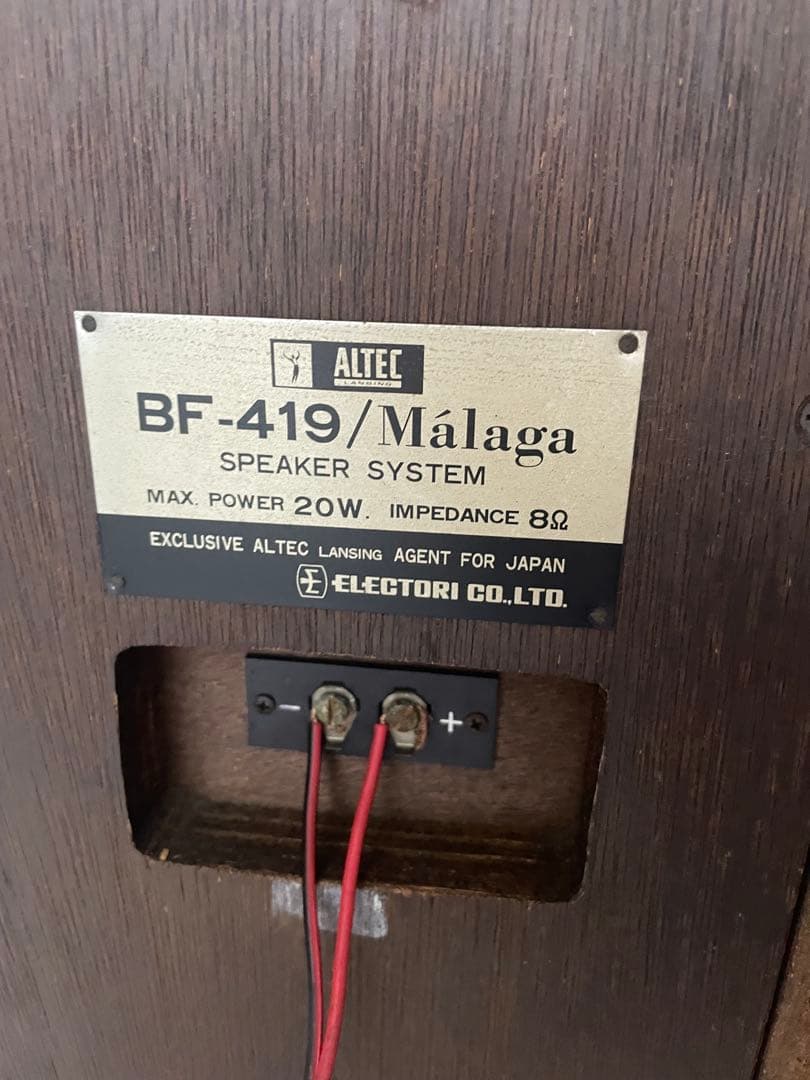 ALTEC
LANSING
BF-419/Málaga
SPEAKER SYSTEM
MAX. POWER 20W. IMPEDANCE 8Ω
EXCLUSIVE ALTEC LANSING AGENT FOR JAPAN
ELECTORI CO.,LTD.
- +